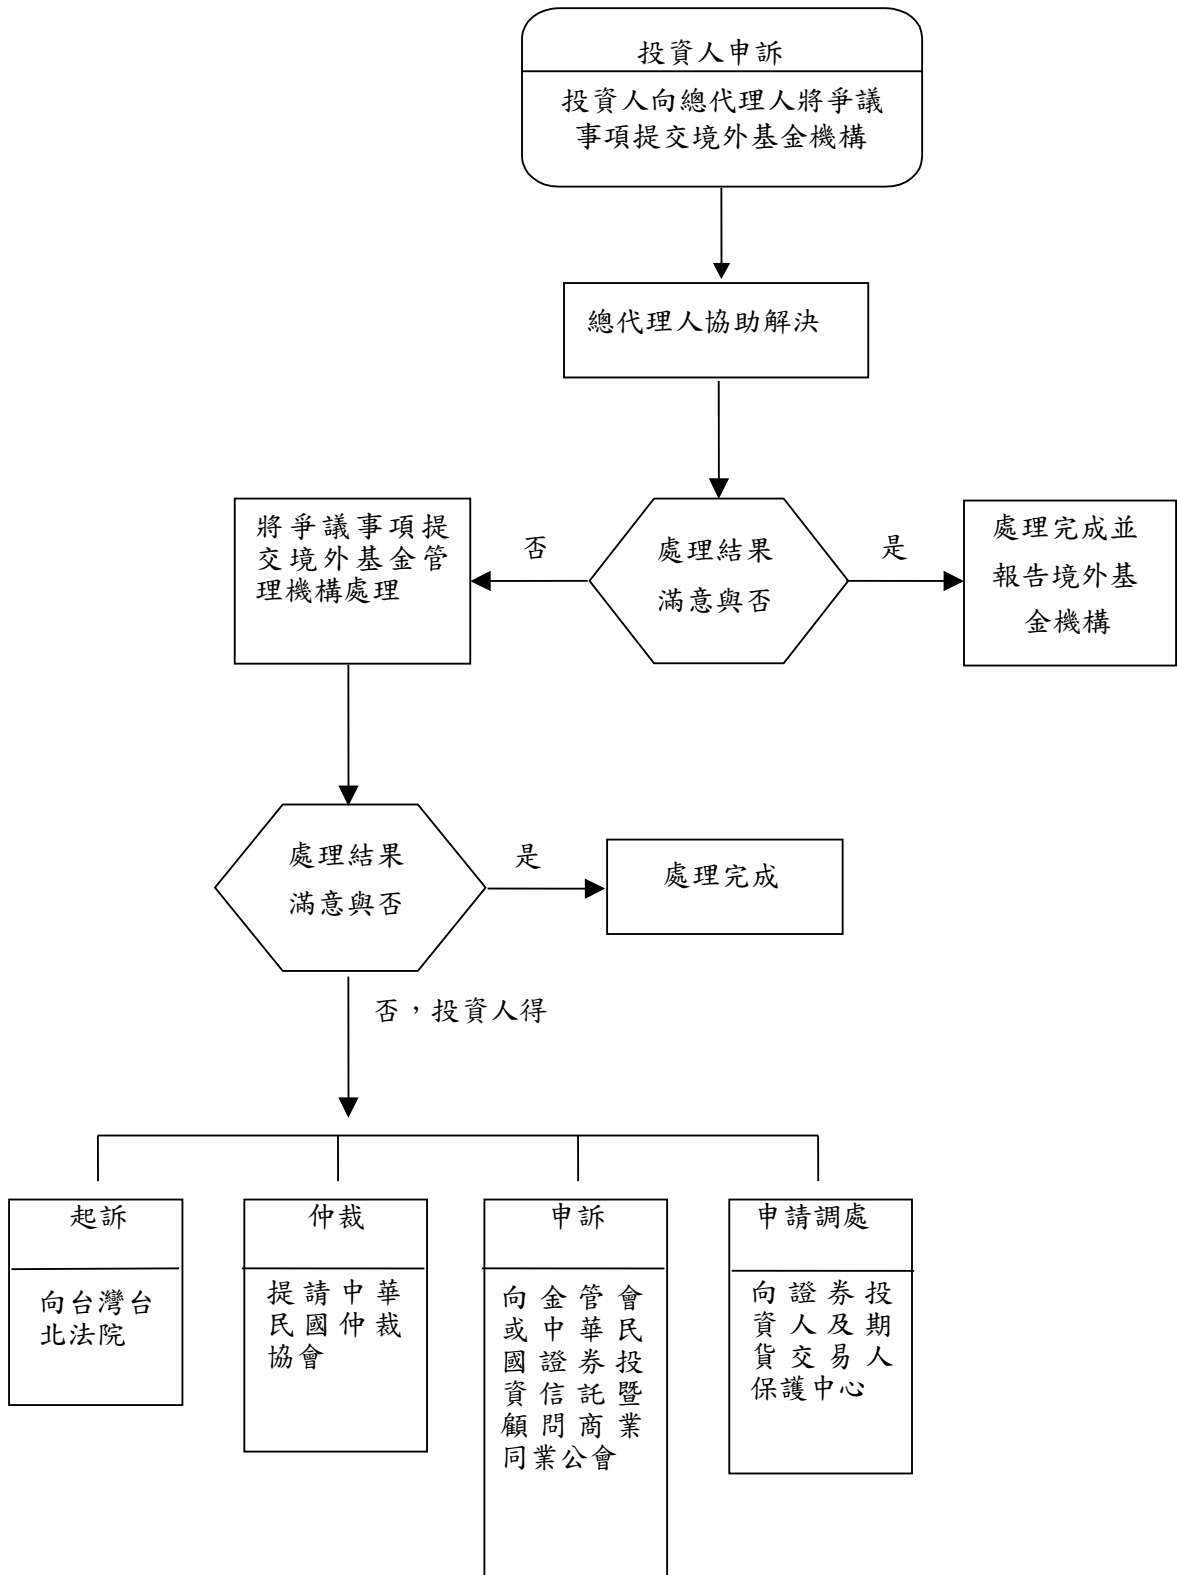 投資人申訴
投資人向總代理人將爭議
事項提交境外基金機構
總代理人協助解決
將爭議事項提
交境外基金管
理機構處理
否
處理結果
滿意與否
是
處理完成並
報告境外基
金機構
處理結果
滿意與否
是
處理完成
否，投資人得
起訴
向台灣台
北法院
仲裁
提請中華
民國仲裁
協會
申訴
向金管會
或中華民
國證券投
資信託暨
顧問商業
同業公會
申請調處
向證券投
資人及期
貨交易人
保護中心